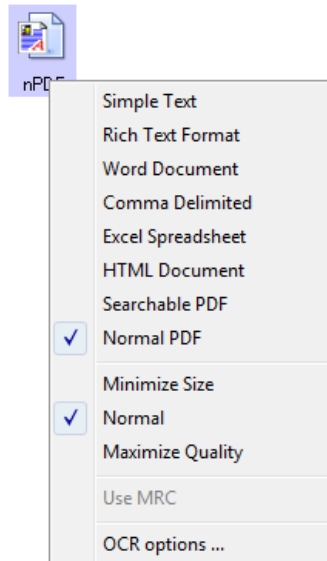 nPDF
Simple Text
Rich Text Format
Word Document
Comma Delimited
Excel Spreadsheet
HTML Document
Searchable PDF
Normal PDF
Minimize Size
Normal
Maximize Quality
Use MRC
OCR options ...